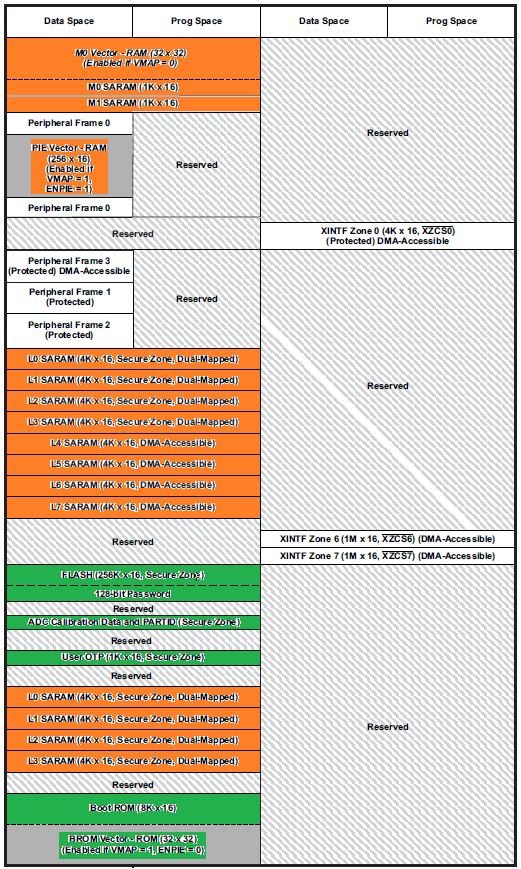 Data Space
Prog Space
Data Space
Prog Space
M0 Vector - RAM (32 x 32)
(Enabled if VMAP = 0)
M0 SARAM (1K x 16)
M1 SARAM (1K x 16)
Peripheral Frame 0
PIE Vector - RAM
(256 x 16)
(Enabled if
VMAP = 1,
ENPIE = 1)
Peripheral Frame 0
Reserved
Reserved
Reserved
XINTF Zone 0 (4K x 16, XZCS0)
(Protected) DMA-Accessible
Peripheral Frame 3
(Protected) DMA-Accessible
Peripheral Frame 1
(Protected)
Peripheral Frame 2
(Protected)
Reserved
L0 SARAM (4K x 16, Secure Zone, Dual-Mapped)
L1 SARAM (4K x 16, Secure Zone, Dual-Mapped)
L2 SARAM (4K x 16, Secure Zone, Dual-Mapped)
L3 SARAM (4K x 16, Secure Zone, Dual-Mapped)
L4 SARAM (4K x 16, DMA-Accessible)
L5 SARAM (4K x 16, DMA-Accessible)
L6 SARAM (4K x 16, DMA-Accessible)
L7 SARAM (4K x 16, DMA-Accessible)
Reserved
Reserved
XINTF Zone 6 (1M x 16, XZCS6) (DMA-Accessible)
XINTF Zone 7 (1M x 16, XZCS7) (DMA-Accessible)
FLASH (256K x 16, Secure Zone)
128-bit Password
Reserved
ADC Calibration Data and PARTID (Secure Zone)
Reserved
User OTP (1K x 16, Secure Zone)
Reserved
L0 SARAM (4K x 16, Secure Zone, Dual-Mapped)
L1 SARAM (4K x 16, Secure Zone, Dual-Mapped)
L2 SARAM (4K x 16, Secure Zone, Dual-Mapped)
L3 SARAM (4K x 16, Secure Zone, Dual-Mapped)
Reserved
Boot ROM (8K x 16)
BROM Vector - ROM (32 x 32)
(Enabled if VMAP = 1, ENPIE = 0)
Reserved